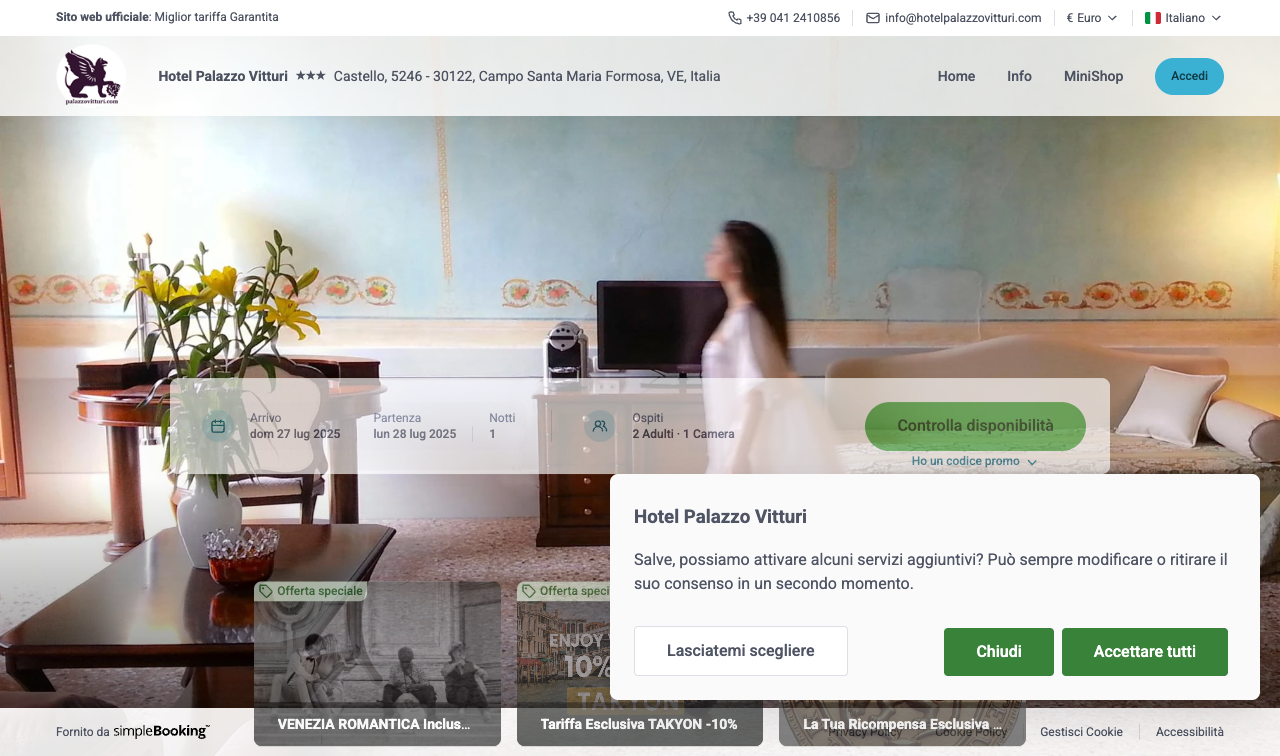 Sito web ufficiale: Miglior tariffa Garantita
+39 041 2410856
info@hotelpalazzovitturi.com
€ Euro
Italiano
palazzovitturi.com
Hotel Palazzo Vitturi ★★★ Castello, 5246 - 30122, Campo Santa Maria Formosa, VE, Italia
Home
Info
MiniShop
Accedi
Arrivo
dom 27 lug 2025
Partenza
lun 28 lug 2025
Notti
1
Ospiti
2 Adulti · 1 Camera
Controlla disponibilità
Ho un codice promo
Hotel Palazzo Vitturi
Salve, possiamo attivare alcuni servizi aggiuntivi? Può sempre modificare o ritirare il
suo consenso in un secondo momento.
Lasciatemi scegliere
Chiudi
Accettare tutti
Offerta speciale
VENEZIA ROMANTICA Inclus...
Offerta speci
ENJOY
10%
TAKYON
Tariffa Esclusiva TAKYON -10%
La Tua Ricompensa Esclusiva
Fornito da simpleBooking
Privacy Policy
Cookie Policy
Gestisci Cookie
Accessibilità